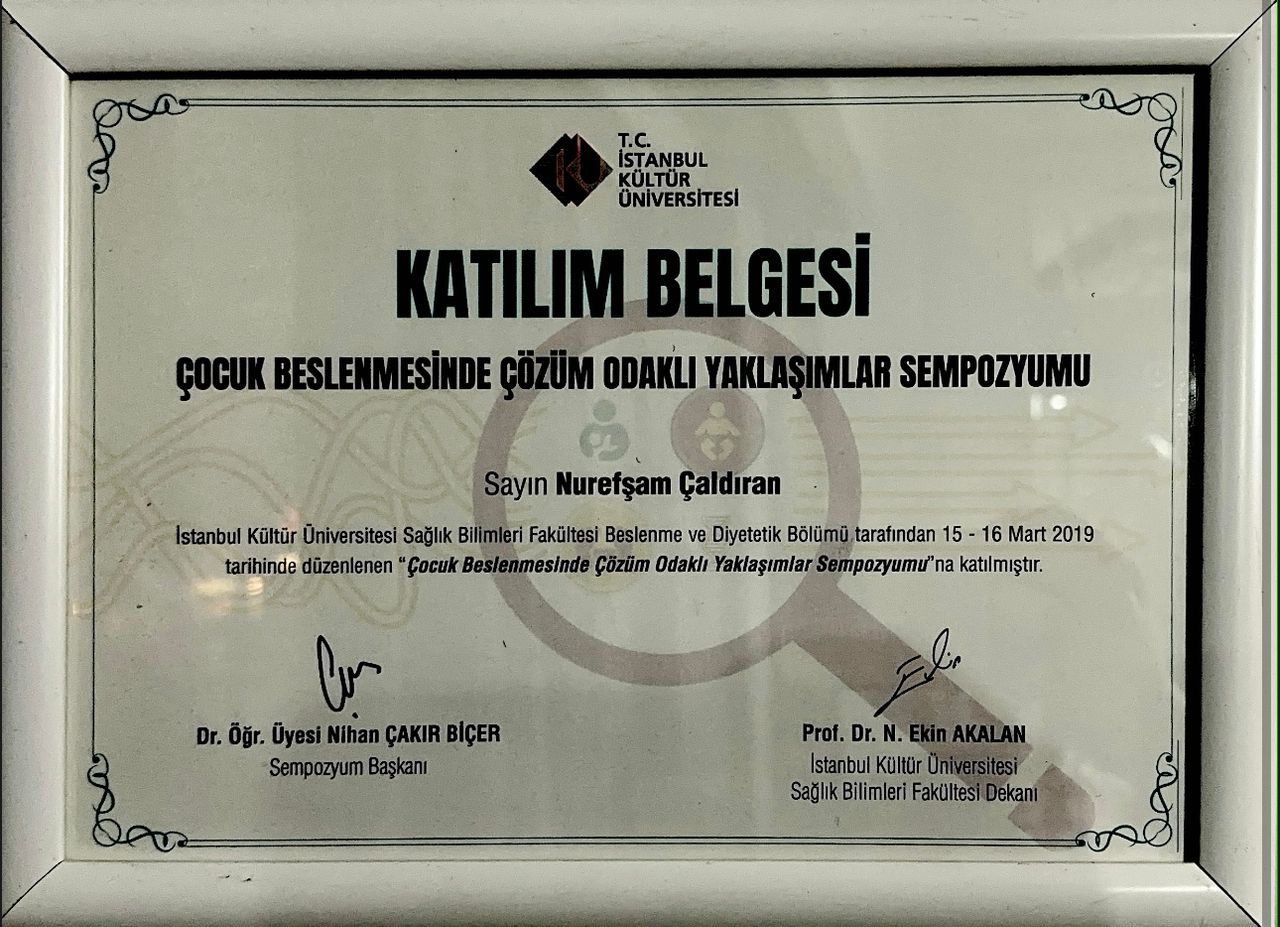 T.C.
İSTANBUL
KÜLTÜR
ÜNİVERSİTESİ
KATILIM BELGESİ
ÇOCUK BESLENMESİNDE ÇÖZÜM ODAKLI YAKLAŞIMLAR SEMPOZYUMU
Sayın Nurefşam Çaldıran
İstanbul Kültür Üniversitesi Sağlık Bilimleri Fakültesi Beslenme ve Diyetetik Bölümü tarafından 15 - 16 Mart 2019
tarihinde düzenlenen “Çocuk Beslenmesinde Çözüm Odaklı Yaklaşımlar Sempozyumu”na katılmıştır.
Dr. Öğr. Üyesi Nihan ÇAKIR BİÇER
Sempozyum Başkanı
Prof. Dr. N. Ekin AKALAN
İstanbul Kültür Üniversitesi
Sağlık Bilimleri Fakültesi Dekanı